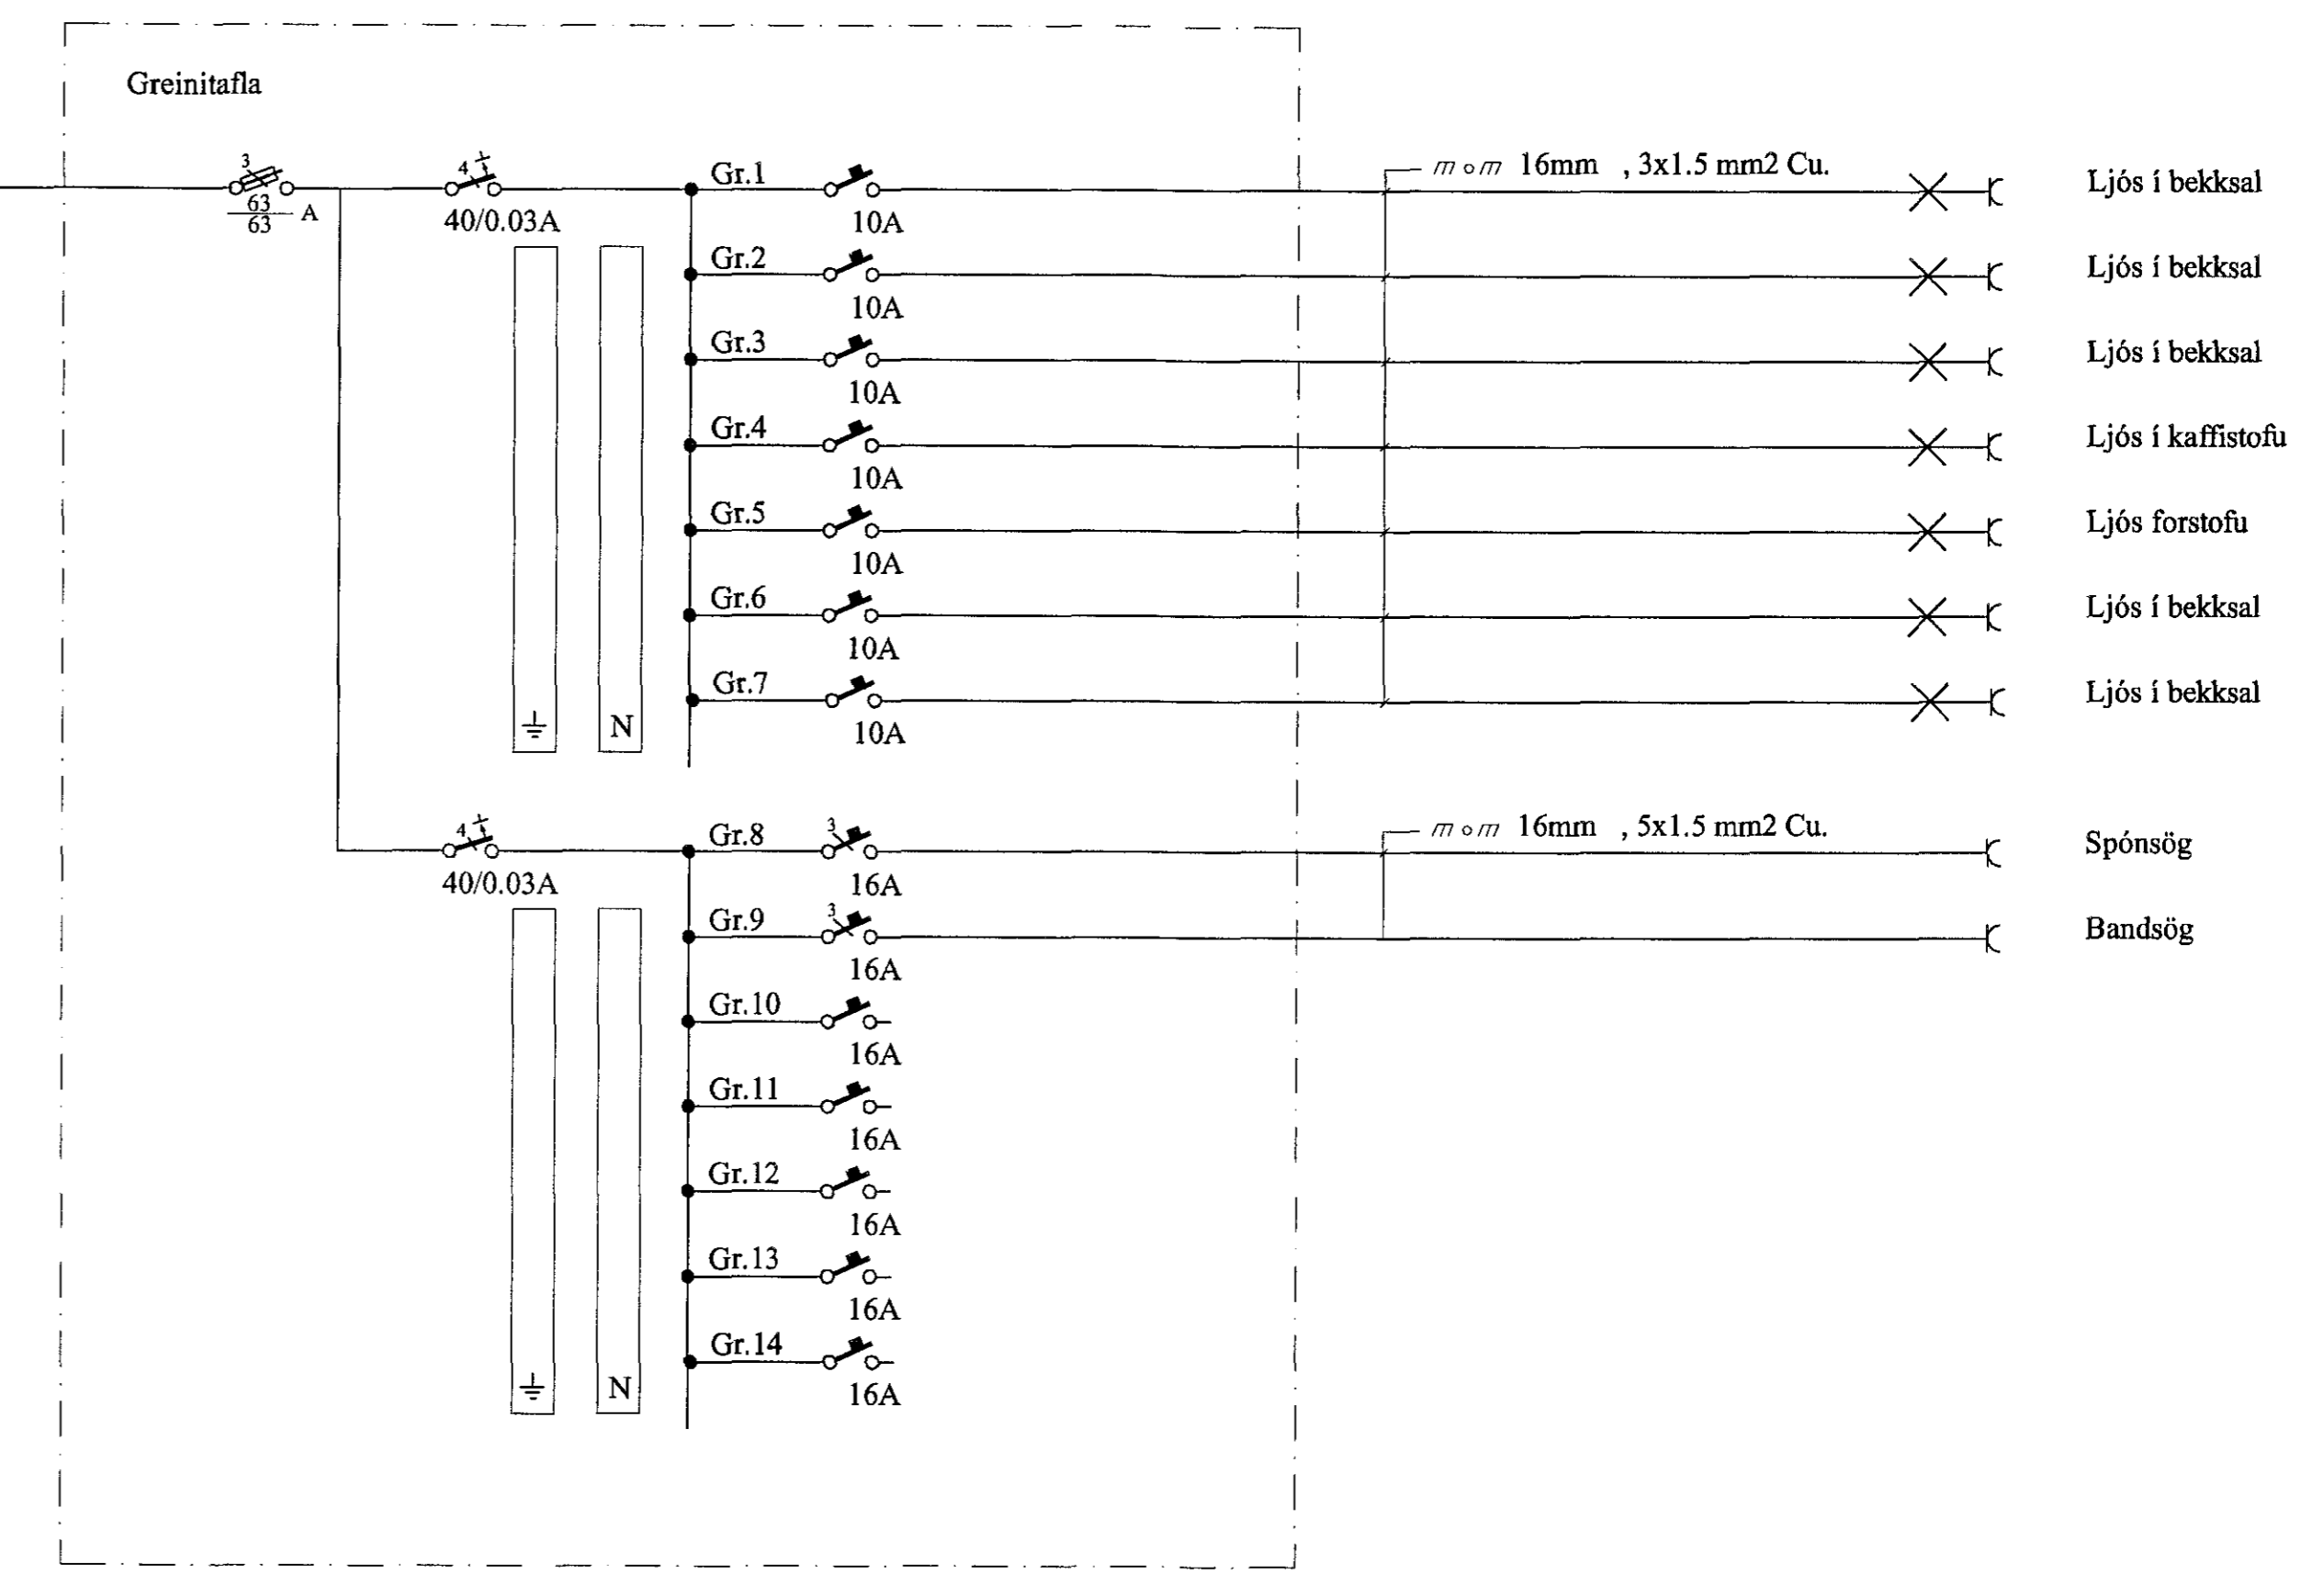 Greinitafla
3
63
63 A
4
40/0.03A
Gr.1
10A
16mm , 3x1.5 mm2 Cu.
Ljós í bekksal
Gr.2
10A
Ljós í bekksal
Gr.3
10A
Ljós í bekksal
Gr.4
10A
Ljós í kaffistofu
Gr.5
10A
Ljós forstofu
Gr.6
10A
Ljós í bekksal
Gr.7
10A
Ljós í bekksal
N
4
40/0.03A
Gr.8
3
16A
16mm , 5x1.5 mm2 Cu.
Spónsög
Gr.9
3
16A
Bandsög
Gr.10
16A
Gr.11
16A
Gr.12
16A
Gr.13
16A
Gr.14
16A
N